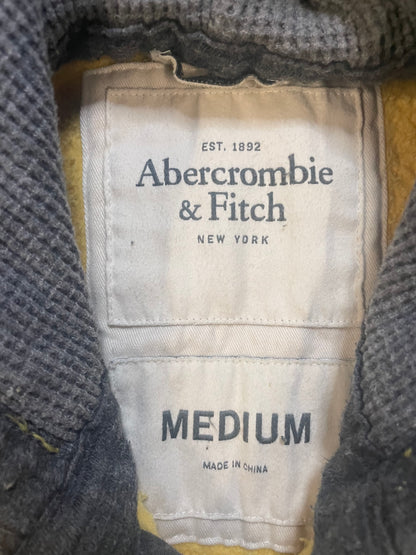 EST. 1892
Abercrombie
& Fitch
NEW YORK
MEDIUM
MADE IN CHINA